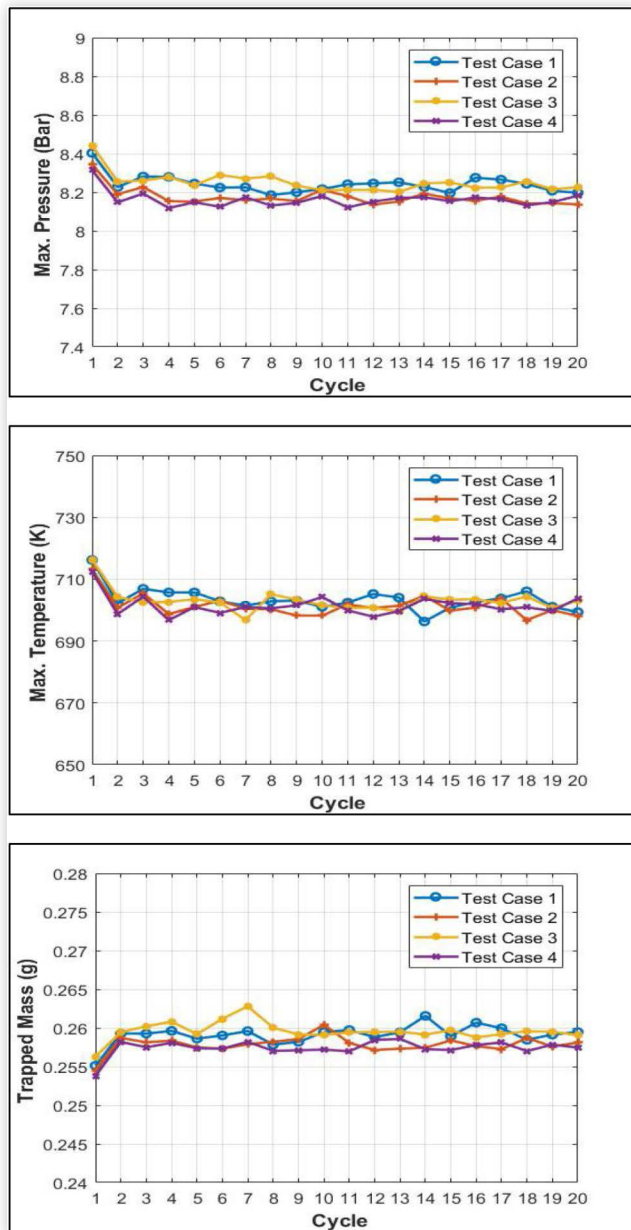 9
8.8
8.6
8.4
8.2
8
7.8
7.6
7.4
Max. Pressure (Bar)
Test Case 1
Test Case 2
Test Case 3
Test Case 4
1 2 3 4 5 6 7 8 9 10 11 12 13 14 15 16 17 18 19 20
Cycle
750
730
710
690
670
650
Max. Temperature (K)
Test Case 1
Test Case 2
Test Case 3
Test Case 4
1 2 3 4 5 6 7 8 9 10 11 12 13 14 15 16 17 18 19 20
Cycle
0.28
0.275
0.27
0.265
0.26
0.255
0.25
0.245
0.24
Trapped Mass (g)
Test Case 1
Test Case 2
Test Case 3
Test Case 4
1 2 3 4 5 6 7 8 9 10 11 12 13 14 15 16 17 18 19 20
Cycle